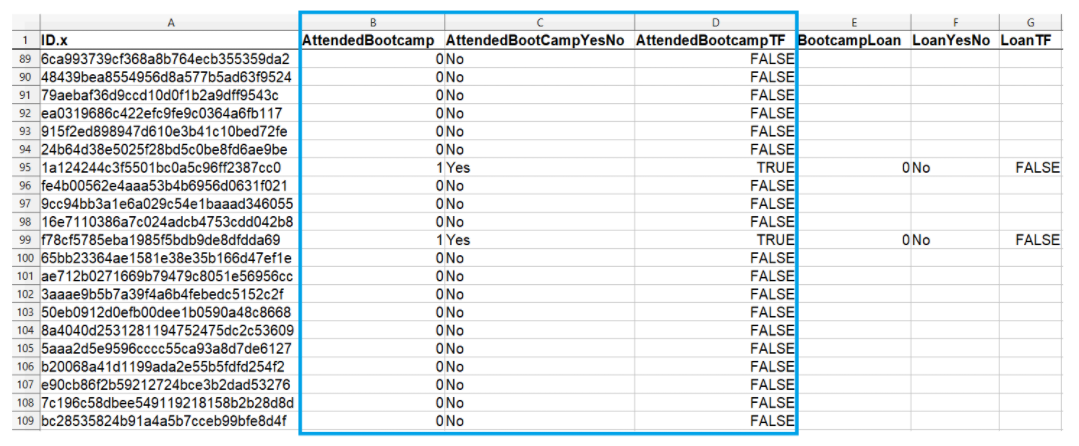 A B C D E F G
1 ID.x AttendedBootcamp AttendedBootCampYesNo AttendedBootcampTF BootcampLoan LoanYesNo LoanTF
89 6ca993739cf368a8b764ecb355359da2 0 No FALSE
90 48439bea8554956d8a577b5ad63f9524 0 No FALSE
91 79aebaf36d9ccd10d0f1b2a9dff9543c 0 No FALSE
92 ea0319686c422efc9fe9c0364a6fb117 0 No FALSE
93 915f2ed898947d610e3b41c10bed72fe 0 No FALSE
94 24b64d38e5025f28bd5c0be8fd6ae9be 0 No FALSE
95 1a124244c3f5501bc0a5c96ff2387cc0 1 Yes TRUE 0 No FALSE
96 fe4b00562e4aaa53b4b6956d0631f021 0 No FALSE
97 9cc94bb3a1e6a029c54e1baaad346055 0 No FALSE
98 16e7110386a7c024adcb4753cdd042b8 0 No FALSE
99 f78cf5785eba1985f5bdb9de8dfdda69 1 Yes TRUE 0 No FALSE
100 65bb23364ae1581e38e35b166d47ef1e 0 No FALSE
101 ae712b0271669b79479c8051e56956cc 0 No FALSE
102 3aaae9b5b7a39f4a6b4febedc5152c2f 0 No FALSE
103 50eb0912d0efb00dee1b0590a48c8668 0 No FALSE
104 8a4040d2531281194752475dc2c53609 0 No FALSE
105 5aaa2d5e9596cccc55ca93a8d7de6127 0 No FALSE
106 b20068a41d1199ada2e55b5fdfd254f2 0 No FALSE
107 e90cb86f2b59212724bce3b2dad53276 0 No FALSE
108 7c196c58dbee549119218158b2b28d8d 0 No FALSE
109 bc28535824b91a4a5b7cceb99bfe8d4f 0 No FALSE